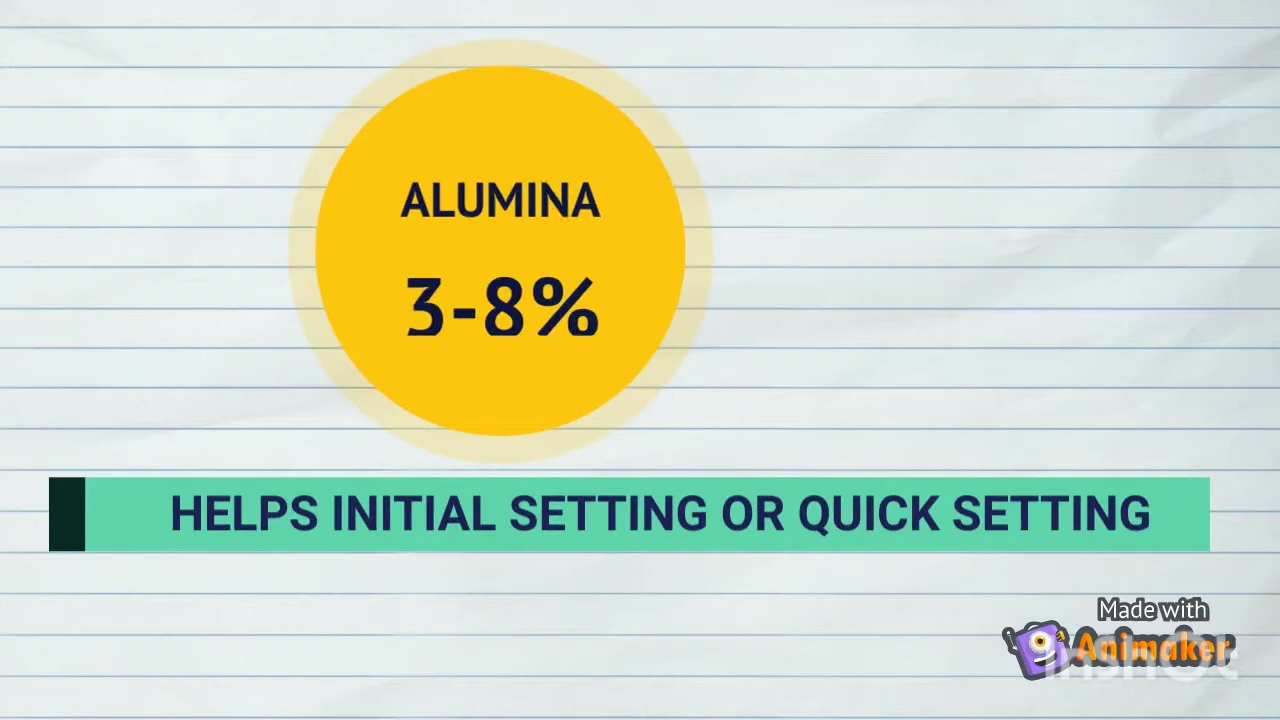 ALUMINA
3-8%
HELPS INITIAL SETTING OR QUICK SETTING
Made with
Animaker